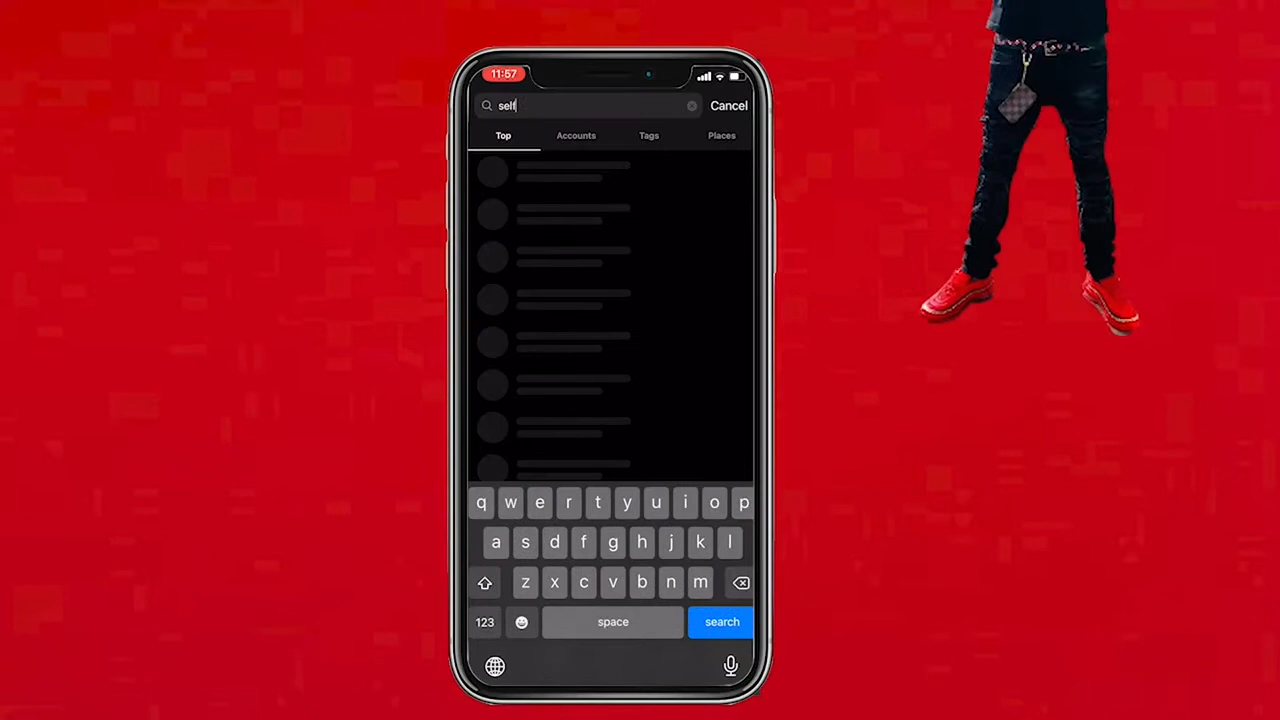 11:57
self
Cancel
Top Accounts Tags Places
q w e r t y u i o p
a s d f g h j k l
z x c v b n m
123 space search